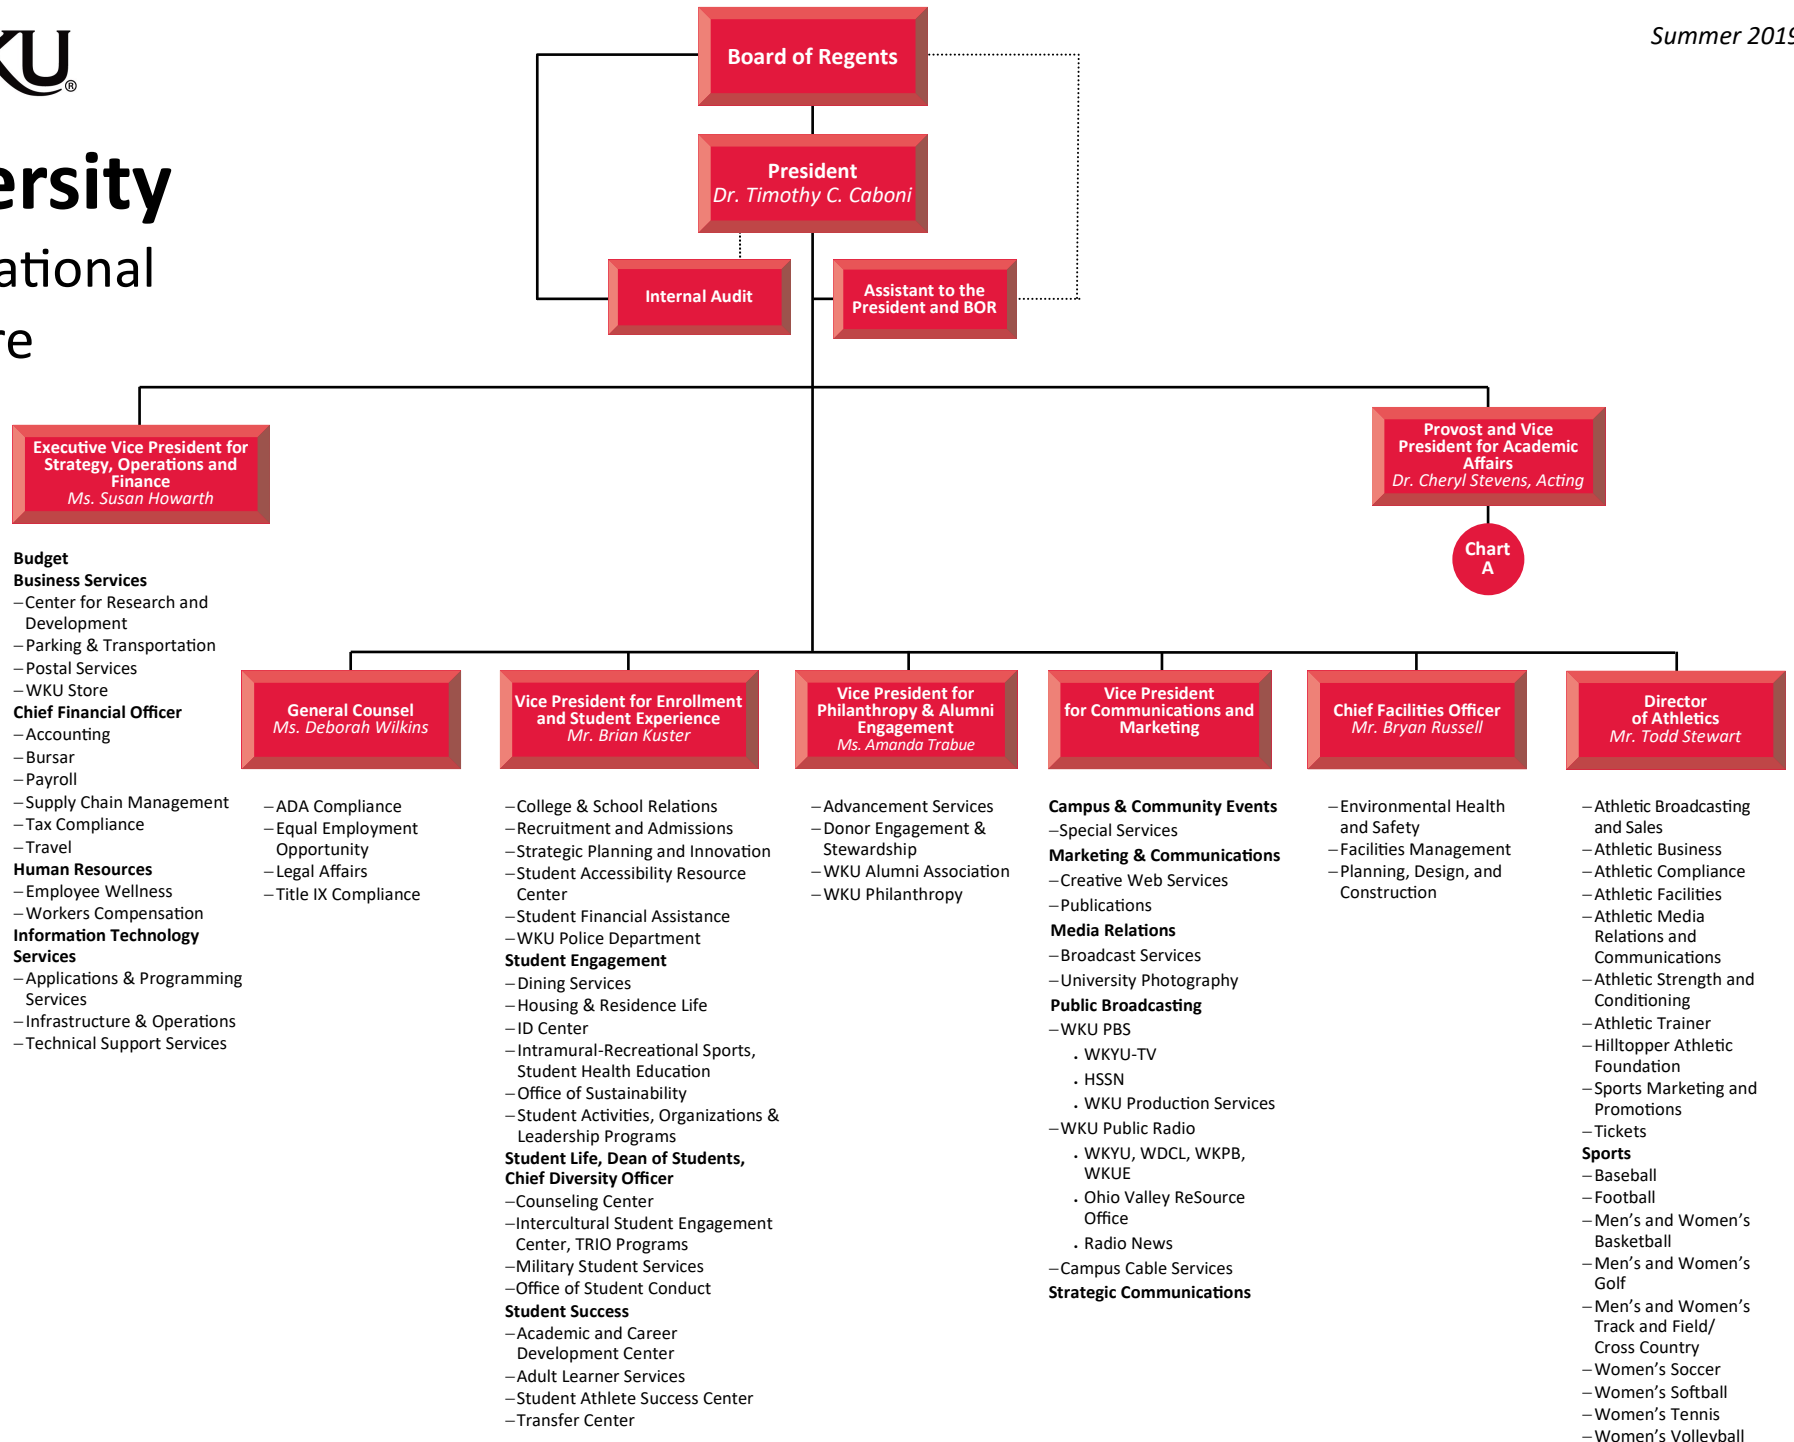 KU®
ersity
ational
re
Summer 2019
Board of Regents
President
Dr. Timothy C. Caboni
Internal Audit
Assistant to the
President and BOR
Executive Vice President for
Strategy, Operations and
Finance
Ms. Susan Howarth
Provost and Vice
President for Academic
Affairs
Dr. Cheryl Stevens, Acting
Chart
A
Budget
Business Services
–Center for Research and
Development
–Parking & Transportation
–Postal Services
–WKU Store
Chief Financial Officer
–Accounting
–Bursar
–Payroll
–Supply Chain Management
–Tax Compliance
–Travel
Human Resources
–Employee Wellness
–Workers Compensation
Information Technology
Services
–Applications & Programming
Services
–Infrastructure & Operations
–Technical Support Services
General Counsel
Ms. Deborah Wilkins
–ADA Compliance
–Equal Employment
Opportunity
–Legal Affairs
–Title IX Compliance
Vice President for Enrollment
and Student Experience
Mr. Brian Kuster
–College & School Relations
–Recruitment and Admissions
–Strategic Planning and Innovation
–Student Accessibility Resource
Center
–Student Financial Assistance
–WKU Police Department
Student Engagement
–Dining Services
–Housing & Residence Life
–ID Center
–Intramural-Recreational Sports,
Student Health Education
–Office of Sustainability
–Student Activities, Organizations &
Leadership Programs
Student Life, Dean of Students,
Chief Diversity Officer
–Counseling Center
–Intercultural Student Engagement
Center, TRIO Programs
–Military Student Services
–Office of Student Conduct
Student Success
–Academic and Career
Development Center
–Adult Learner Services
–Student Athlete Success Center
–Transfer Center
Vice President for
Philanthropy & Alumni
Engagement
Ms. Amanda Trabue
–Advancement Services
–Donor Engagement &
Stewardship
–WKU Alumni Association
–WKU Philanthropy
Vice President
for Communications and
Marketing
Campus & Community Events
–Special Services
Marketing & Communications
–Creative Web Services
–Publications
Media Relations
–Broadcast Services
–University Photography
Public Broadcasting
–WKU PBS
. WKYU-TV
. HSSN
. WKU Production Services
–WKU Public Radio
. WKYU, WDCL, WKPB,
WKUE
. Ohio Valley ReSource
Office
. Radio News
–Campus Cable Services
Strategic Communications
Chief Facilities Officer
Mr. Bryan Russell
–Environmental Health
and Safety
–Facilities Management
–Planning, Design, and
Construction
Director
of Athletics
Mr. Todd Stewart
–Athletic Broadcasting
and Sales
–Athletic Business
–Athletic Compliance
–Athletic Facilities
–Athletic Media
Relations and
Communications
–Athletic Strength and
Conditioning
–Athletic Trainer
–Hilltopper Athletic
Foundation
–Sports Marketing and
Promotions
–Tickets
Sports
–Baseball
–Football
–Men’s and Women’s
Basketball
–Men’s and Women’s
Golf
–Men’s and Women’s
Track and Field/
Cross Country
–Women’s Soccer
–Women’s Softball
–Women’s Tennis
–Women’s Volleyball